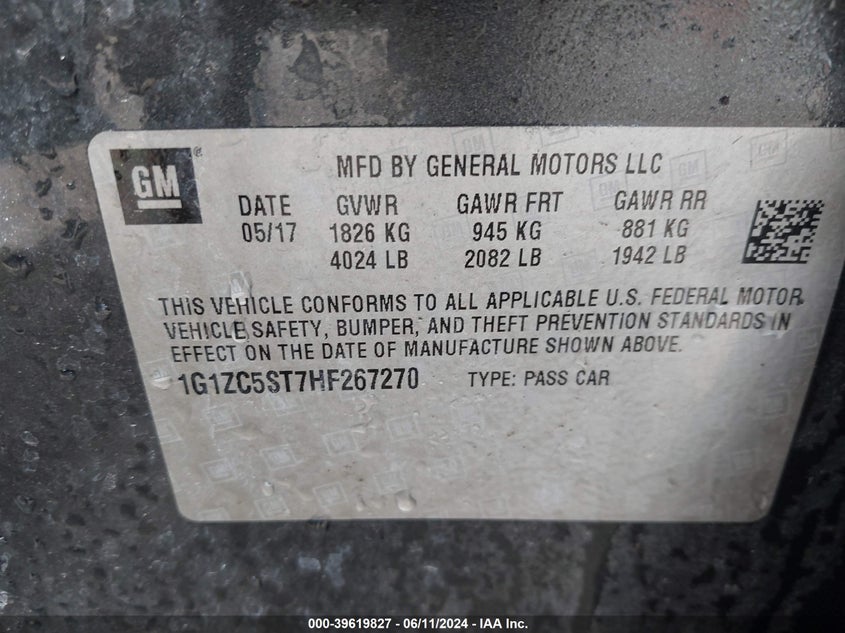 GM®
MFD BY GENERAL MOTORS LLC
DATE GVWR GAWR FRT GAWR RR
05/17 1826 KG 945 KG 881 KG
4024 LB 2082 LB 1942 LB
THIS VEHICLE CONFORMS TO ALL APPLICABLE U.S. FEDERAL MOTOR
VEHICLE SAFETY, BUMPER, AND THEFT PREVENTION STANDARDS IN
EFFECT ON THE DATE OF MANUFACTURE SHOWN ABOVE.
1G1ZC5ST7HF267270 TYPE: PASS CAR
000-39619827 - 06/11/2024 - IAA Inc.